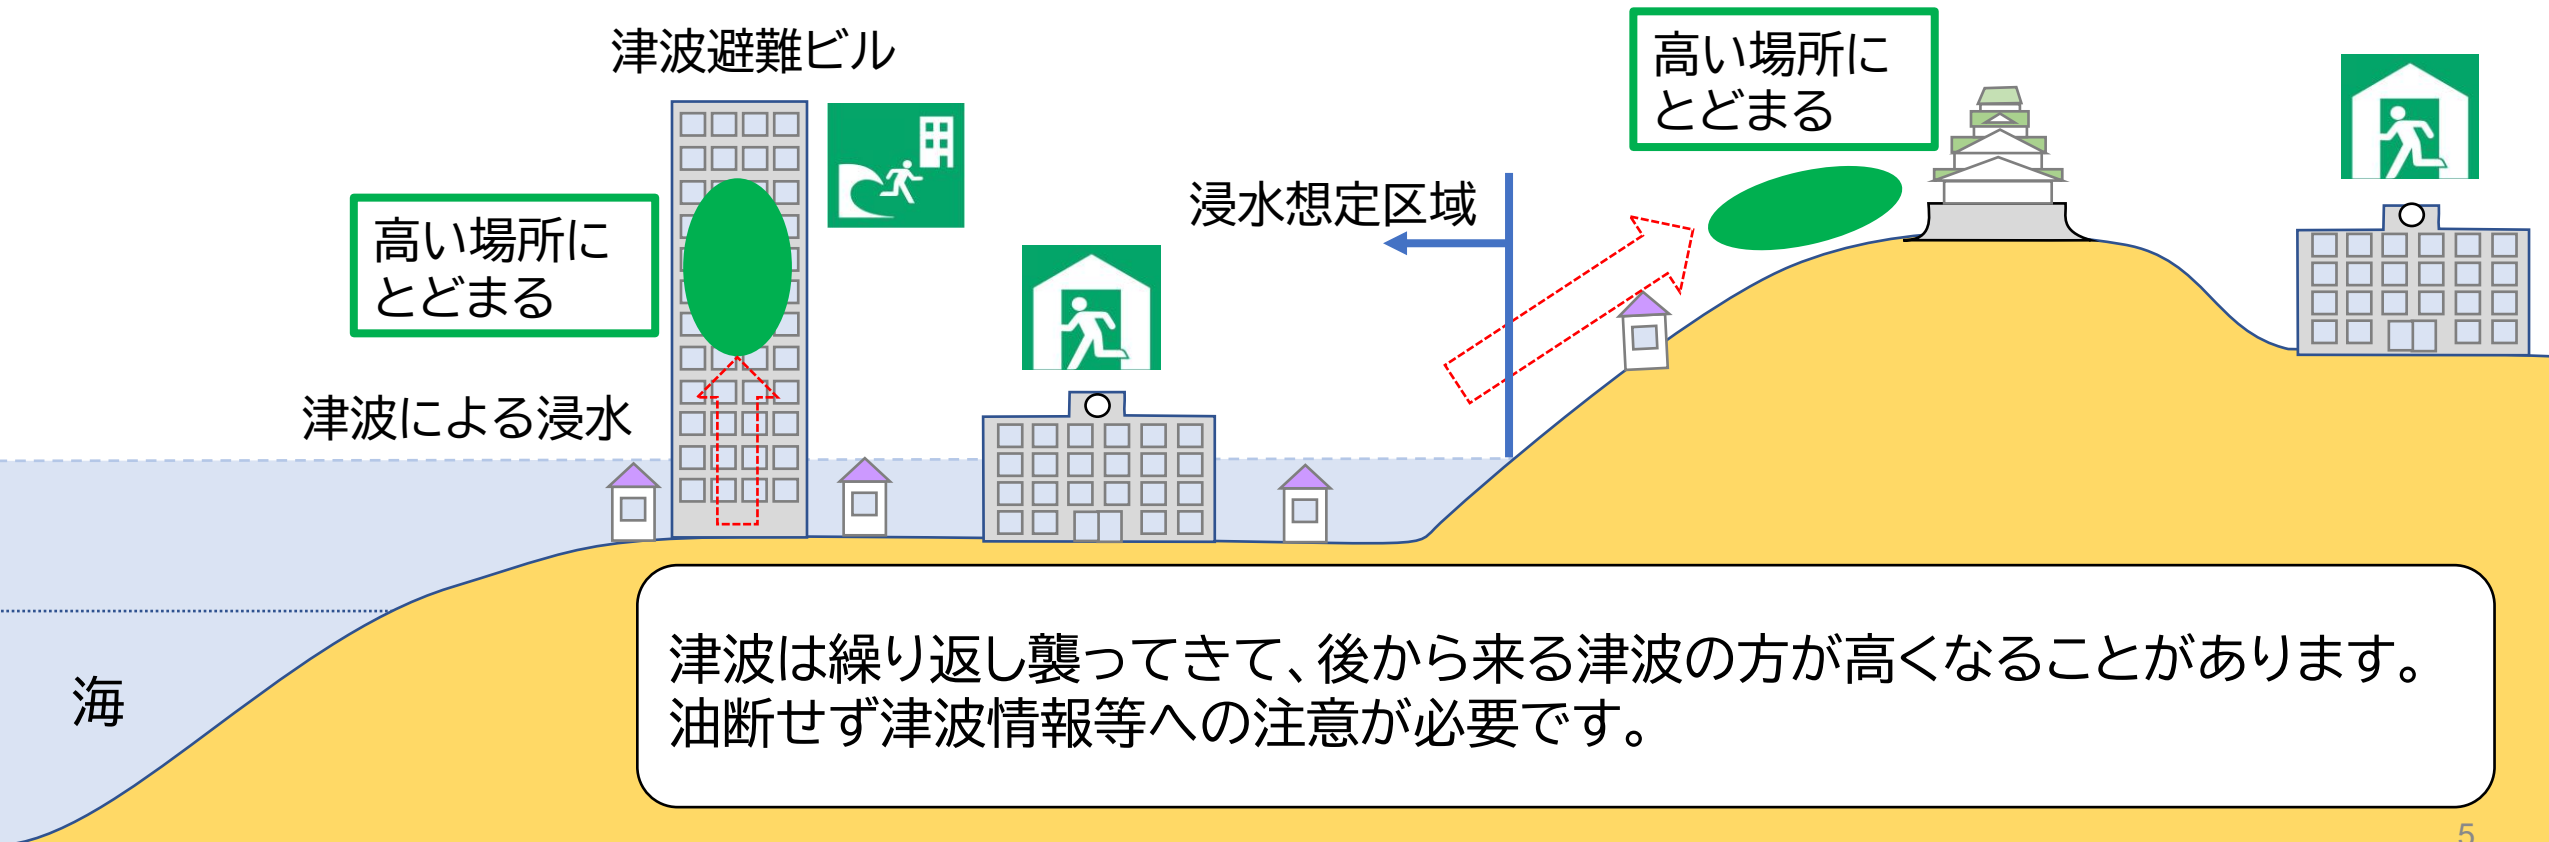 津波避難ビル
高い場所に
とどまる
高い場所に
とどまる
浸水想定区域
津波による浸水
海
津波は繰り返し襲ってきて、後から来る津波の方が高くなることがあります。
油断せず津波情報等への注意が必要です。
5